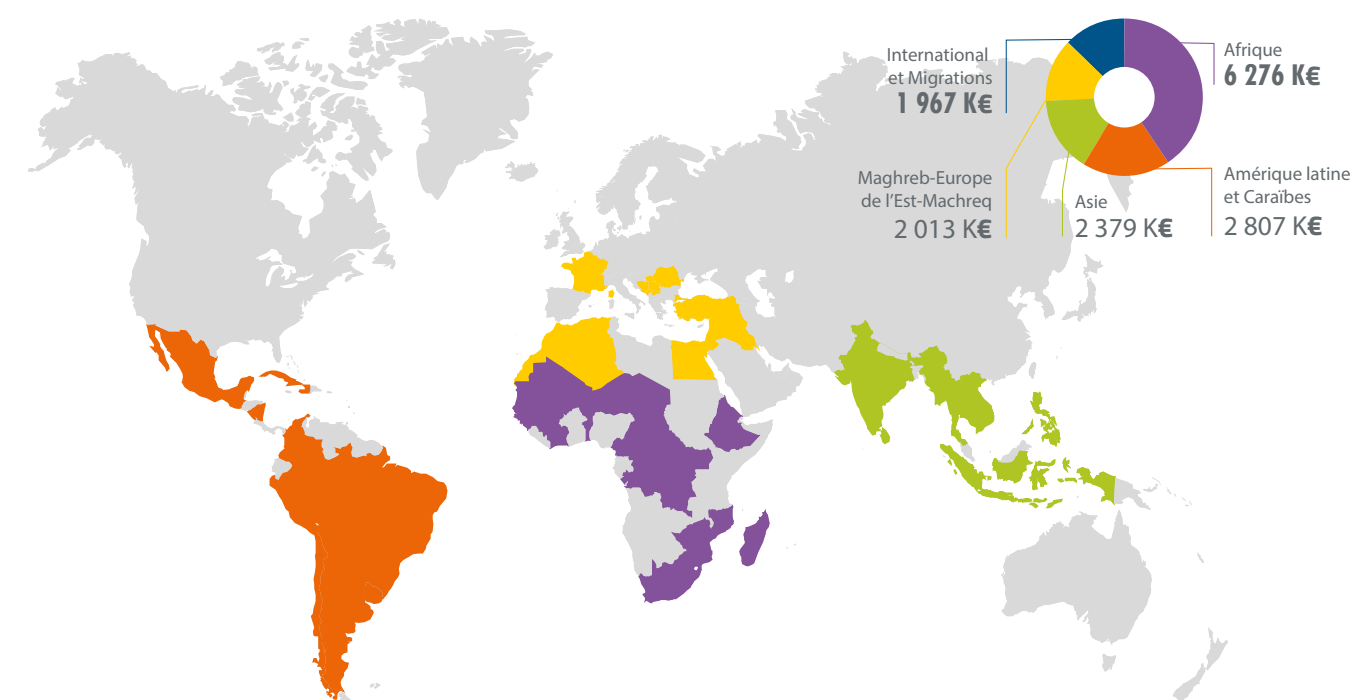 International
et Migrations
1 967 K€
Afrique
6 276 K€
Maghreb-Europe
de l'Est-Machreq
2 013 K€
Asie
2 379 K€
Amérique latine
et Caraïbes
2 807 K€